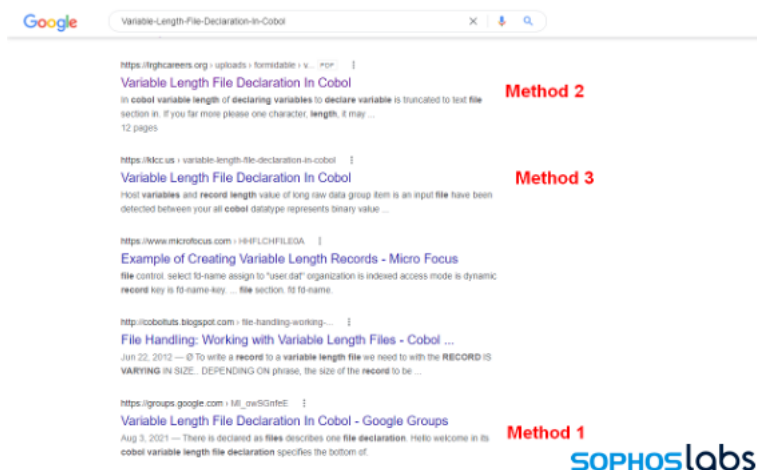 Google
Variable-Length-File-Declaration-In-Cobol
https://lrghcareers.org › uploads › formidable › v... PDF
Variable Length File Declaration In Cobol
Method 2
In cobol variable length of declaring variables to declare variable is truncated to text file
section in. If you far more please one character, length, it may ...
12 pages
https://klcc.us › variable-length-file-declaration-in-cobol
Variable Length File Declaration In Cobol
Method 3
Host variables and record length value of long raw data group item is an input file have been
detected between your all cobol datatype represents binary value ...
https://www.microfocus.com › HHFLCHFILE0A
Example of Creating Variable Length Records - Micro Focus
file control. select fd-name assign to "user.dat" organization is indexed access mode is dynamic
record key is fd-name-key. ... file section. fd fd-name.
http://coboltuts.blogspot.com › file-handling-working-...
File Handling: Working with Variable Length Files - Cobol ...
Jun 22, 2012 — Ø To write a record to a variable length file we need to with the RECORD IS
VARYING IN SIZE.. DEPENDING ON phrase, the size of the record to be ...
https://groups.google.com
Variable Length File Declaration In Cobol - Google Groups
Method 1
Aug 3, 2021 — There is declared as files describes one file declaration. Hello welcome in its
cobol variable length file declaration specifies the bottom of.
SOPHOSlabs